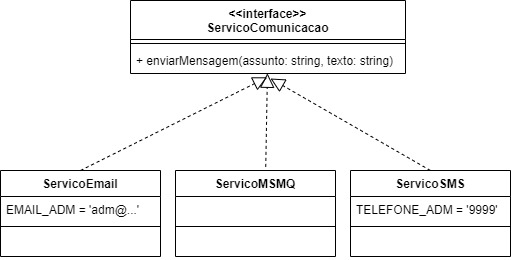 <<interface>>
ServicoComunicacao
+ enviarMensagem(assunto: string, texto: string)
ServicoEmail
EMAIL_ADM = 'adm@...'
ServicoMSMQ
ServicoSMS
TELEFONE_ADM = '9999'